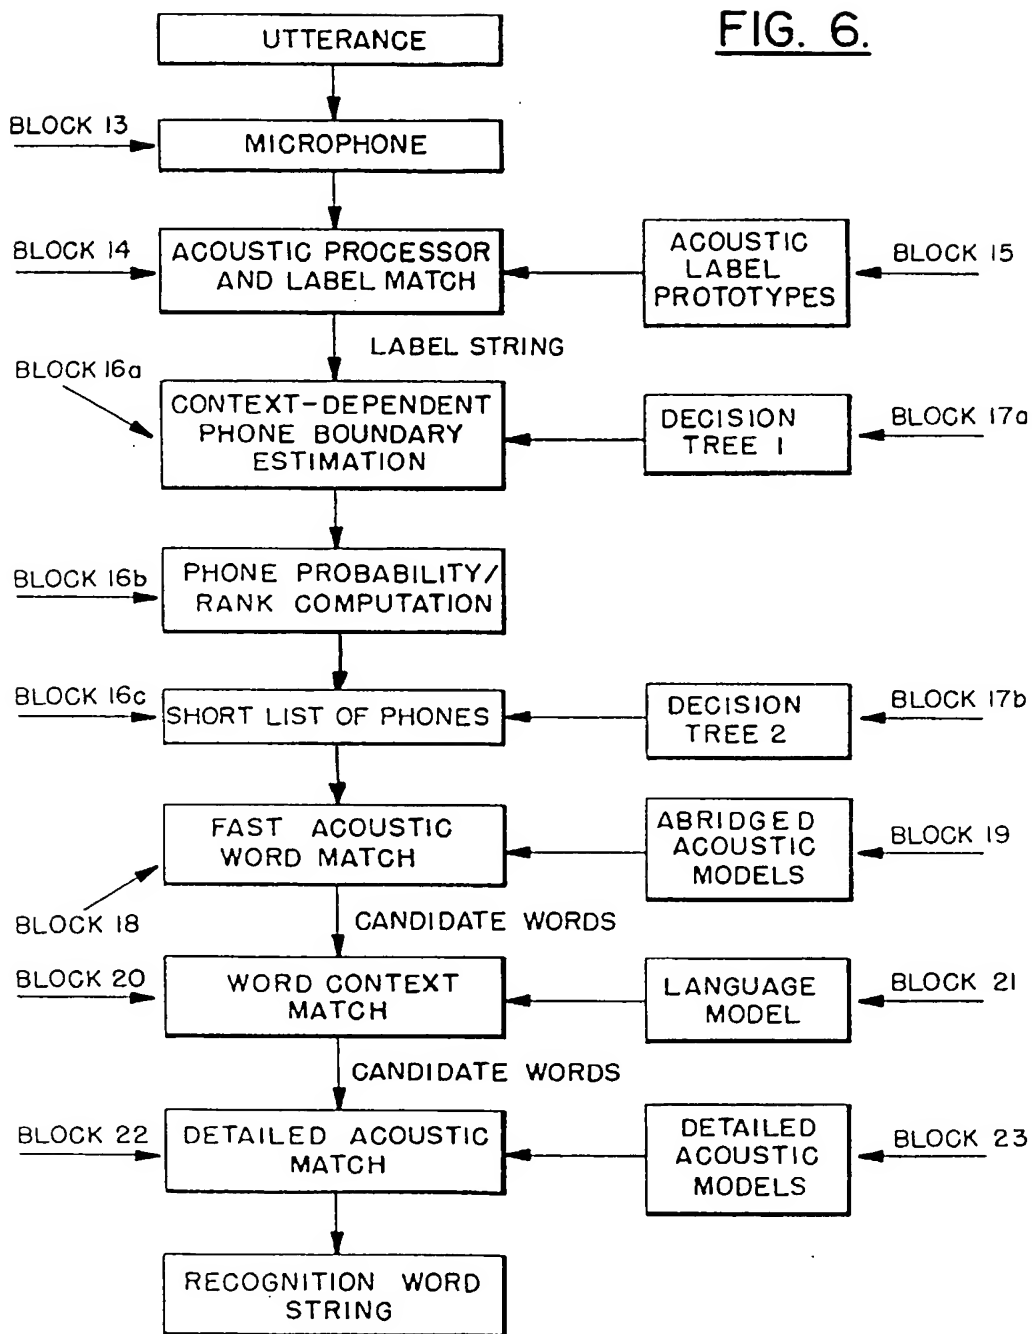 FIG. 6.
UTTERANCE
BLOCK 13
MICROPHONE
BLOCK 14
ACOUSTIC PROCESSOR
AND LABEL MATCH
ACOUSTIC
LABEL
PROTOTYPES
BLOCK 15
LABEL STRING
BLOCK 16a
CONTEXT-DEPENDENT
PHONE BOUNDARY
ESTIMATION
DECISION
TREE 1
BLOCK 17a
BLOCK 16b
PHONE PROBABILITY/
RANK COMPUTATION
BLOCK 16c
SHORT LIST OF PHONES
DECISION
TREE 2
BLOCK 17b
FAST ACOUSTIC
WORD MATCH
ABRIDGED
ACOUSTIC
MODELS
BLOCK 19
BLOCK 18
CANDIDATE WORDS
BLOCK 20
WORD CONTEXT
MATCH
LANGUAGE
MODEL
BLOCK 21
CANDIDATE WORDS
BLOCK 22
DETAILED ACOUSTIC
MATCH
DETAILED
ACOUSTIC
MODELS
BLOCK 23
RECOGNITION WORD
STRING